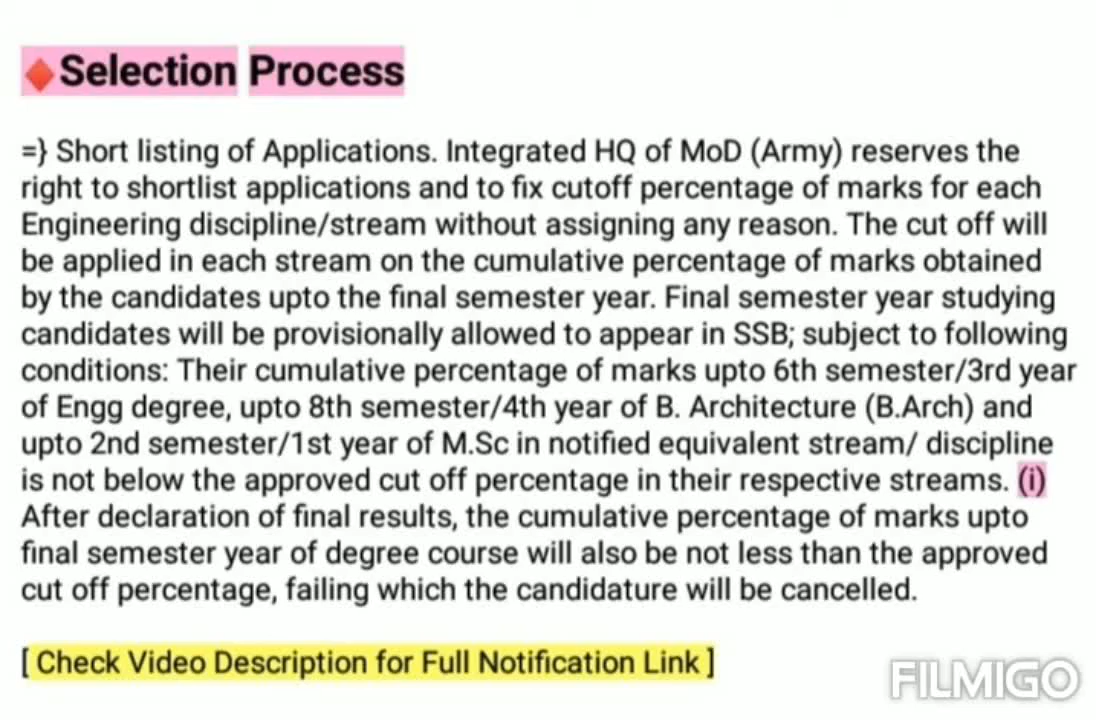 ♦Selection Process
=} Short listing of Applications. Integrated HQ of MoD (Army) reserves the
right to shortlist applications and to fix cutoff percentage of marks for each
Engineering discipline/stream without assigning any reason. The cut off will
be applied in each stream on the cumulative percentage of marks obtained
by the candidates upto the final semester year. Final semester year studying
candidates will be provisionally allowed to appear in SSB; subject to following
conditions: Their cumulative percentage of marks upto 6th semester/3rd year
of Engg degree, upto 8th semester/4th year of B. Architecture (B.Arch) and
upto 2nd semester/1st year of M.Sc in notified equivalent stream/ discipline
is not below the approved cut off percentage in their respective streams. (i)
After declaration of final results, the cumulative percentage of marks upto
final semester year of degree course will also be not less than the approved
cut off percentage, failing which the candidature will be cancelled.
[ Check Video Description for Full Notification Link ]
FILMIGO